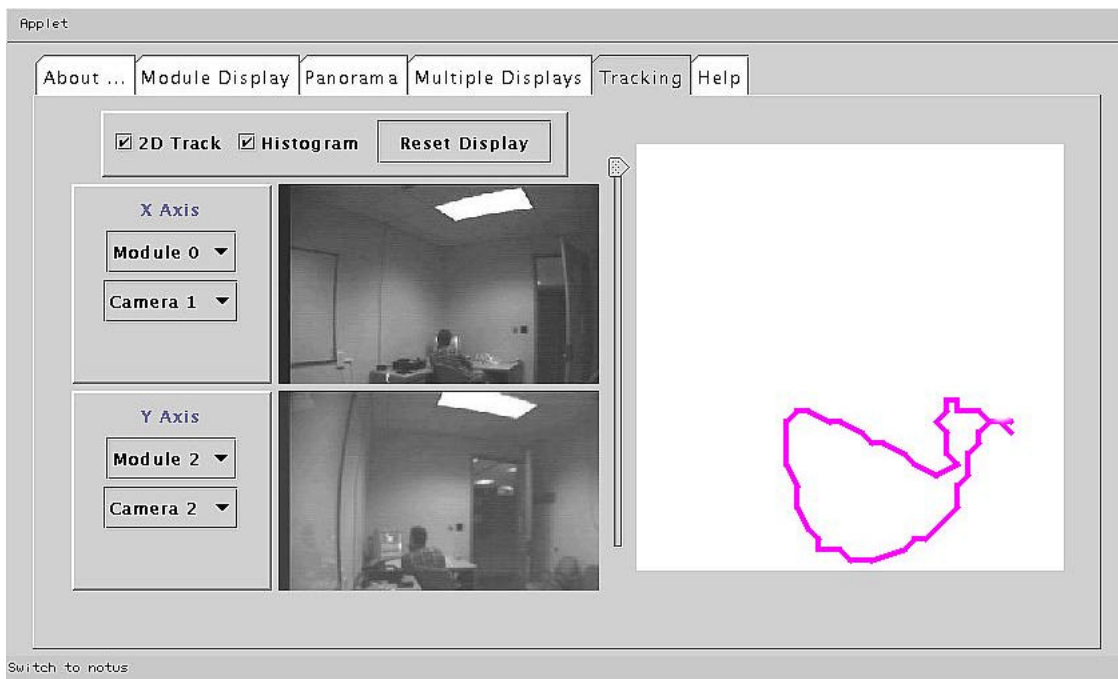 Applet
About ... Module Display Panorama Multiple Displays Tracking Help
2D Track Histogram Reset Display
X Axis
Module 0
Camera 1
Y Axis
Module 2
Camera 2
Switch to notus